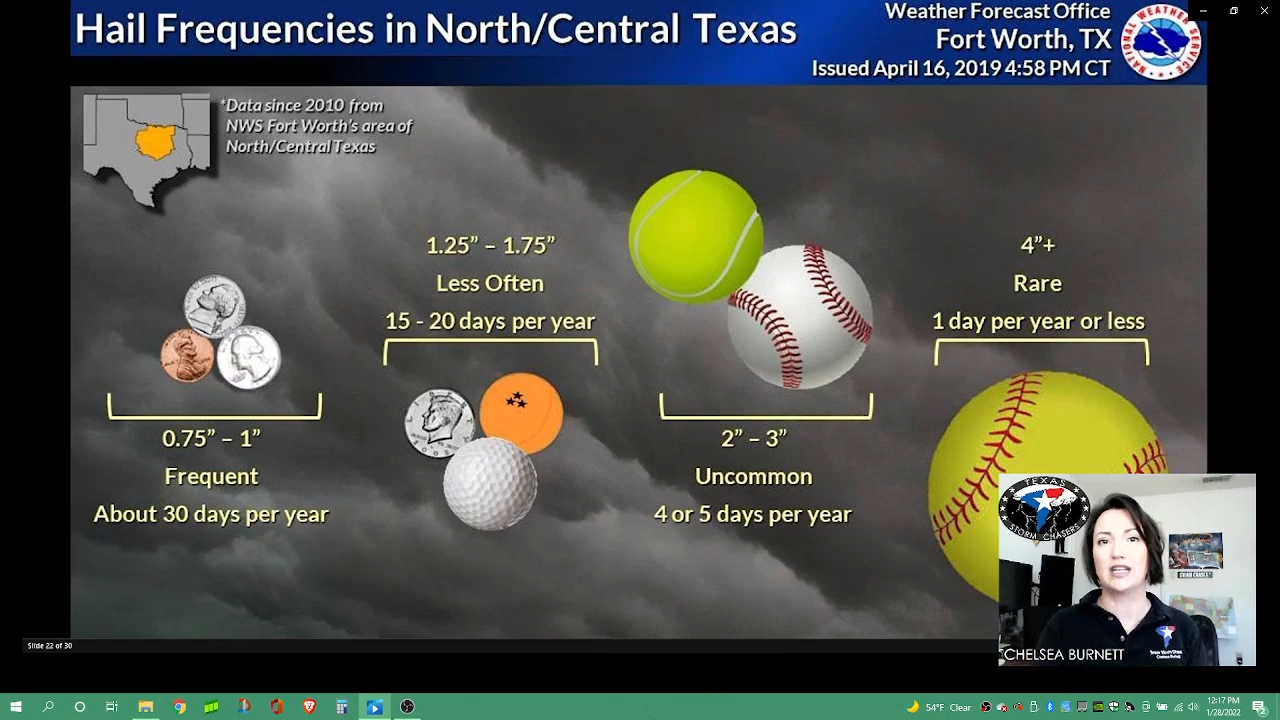 Hail Frequencies in North/Central Texas
Weather Forecast Office
Fort Worth, TX
Issued April 16, 2019 4:58 PM CT
NATIONAL WEATHER SERVICE
*Data since 2010 from
NWS Fort Worth's area of
North/Central Texas
0.75” – 1”
Frequent
About 30 days per year
1.25” – 1.75”
Less Often
15 - 20 days per year
2” – 3”
Uncommon
4 or 5 days per year
4”+
Rare
1 day per year or less
TEXAS
STORM CHASERS
CHELSEA BURNETT
Slide 22 of 30
54°F Clear
12:17 PM
1/28/2022